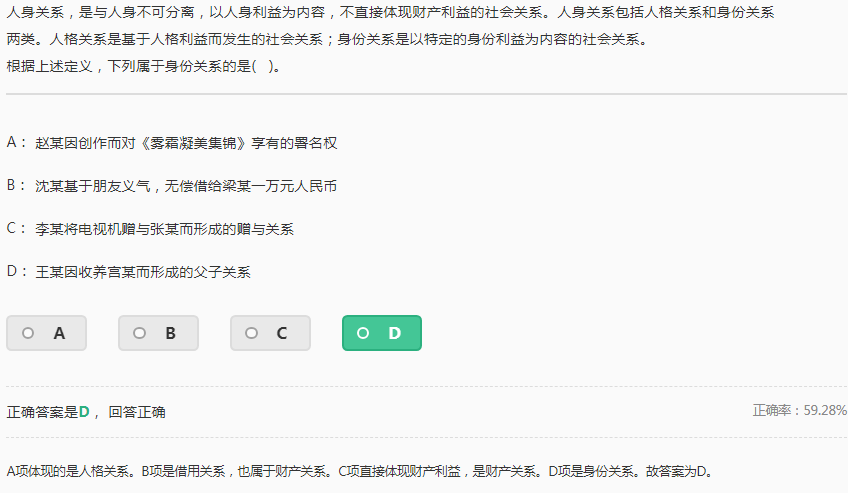 人身关系，是与人身不可分离，以人身利益为内容，不直接体现财产利益的社会关系。人身关系包括人格关系和身份关系
两类。人格关系是基于人格利益而发生的社会关系；身份关系是以特定的身份利益为内容的社会关系。
根据上述定义，下列属于身份关系的是(   )。
A： 赵某因创作而对《雾霜凝美集锦》享有的署名权
B： 沈某基于朋友义气，无偿借给梁某一万元人民币
C： 李某将电视机赠与张某而形成的赠与关系
D： 王某因收养宫某而形成的父子关系
A B C D
正确答案是D ， 回答正确 正确率：59.28%
A项体现的是人格关系。B项是借用关系，也属于财产关系。C项直接体现财产利益，是财产关系。D项是身份关系。故答案为D。